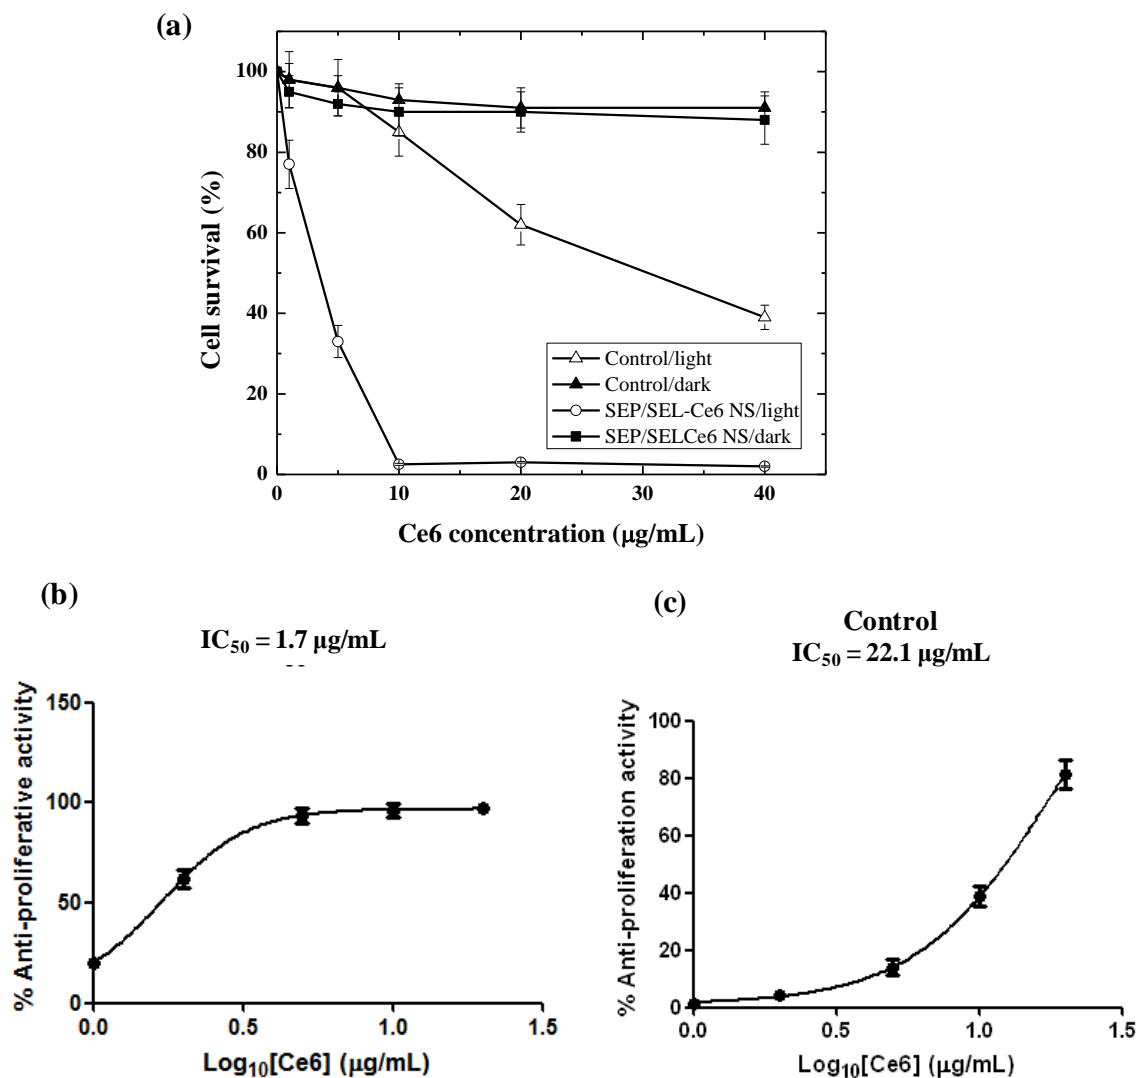 (a)
100
80
60
40
20
0
Cell survival (%)
Control/light
Control/dark
SEP/SEL-Ce6 NS/light
SEP/SELCe6 NS/dark
0 10 20 30 40
Ce6 concentration (μg/mL)
(b)
IC50 = 1.7 μg/mL
150
100
50
0
% Anti-proliferative activity
0.0 0.5 1.0 1.5
Log10[Ce6] (μg/mL)
(c)
Control
IC50 = 22.1 μg/mL
100
80
60
40
20
0
% Anti-proliferation activity
0.0 0.5 1.0 1.5
Log10[Ce6] (μg/mL)